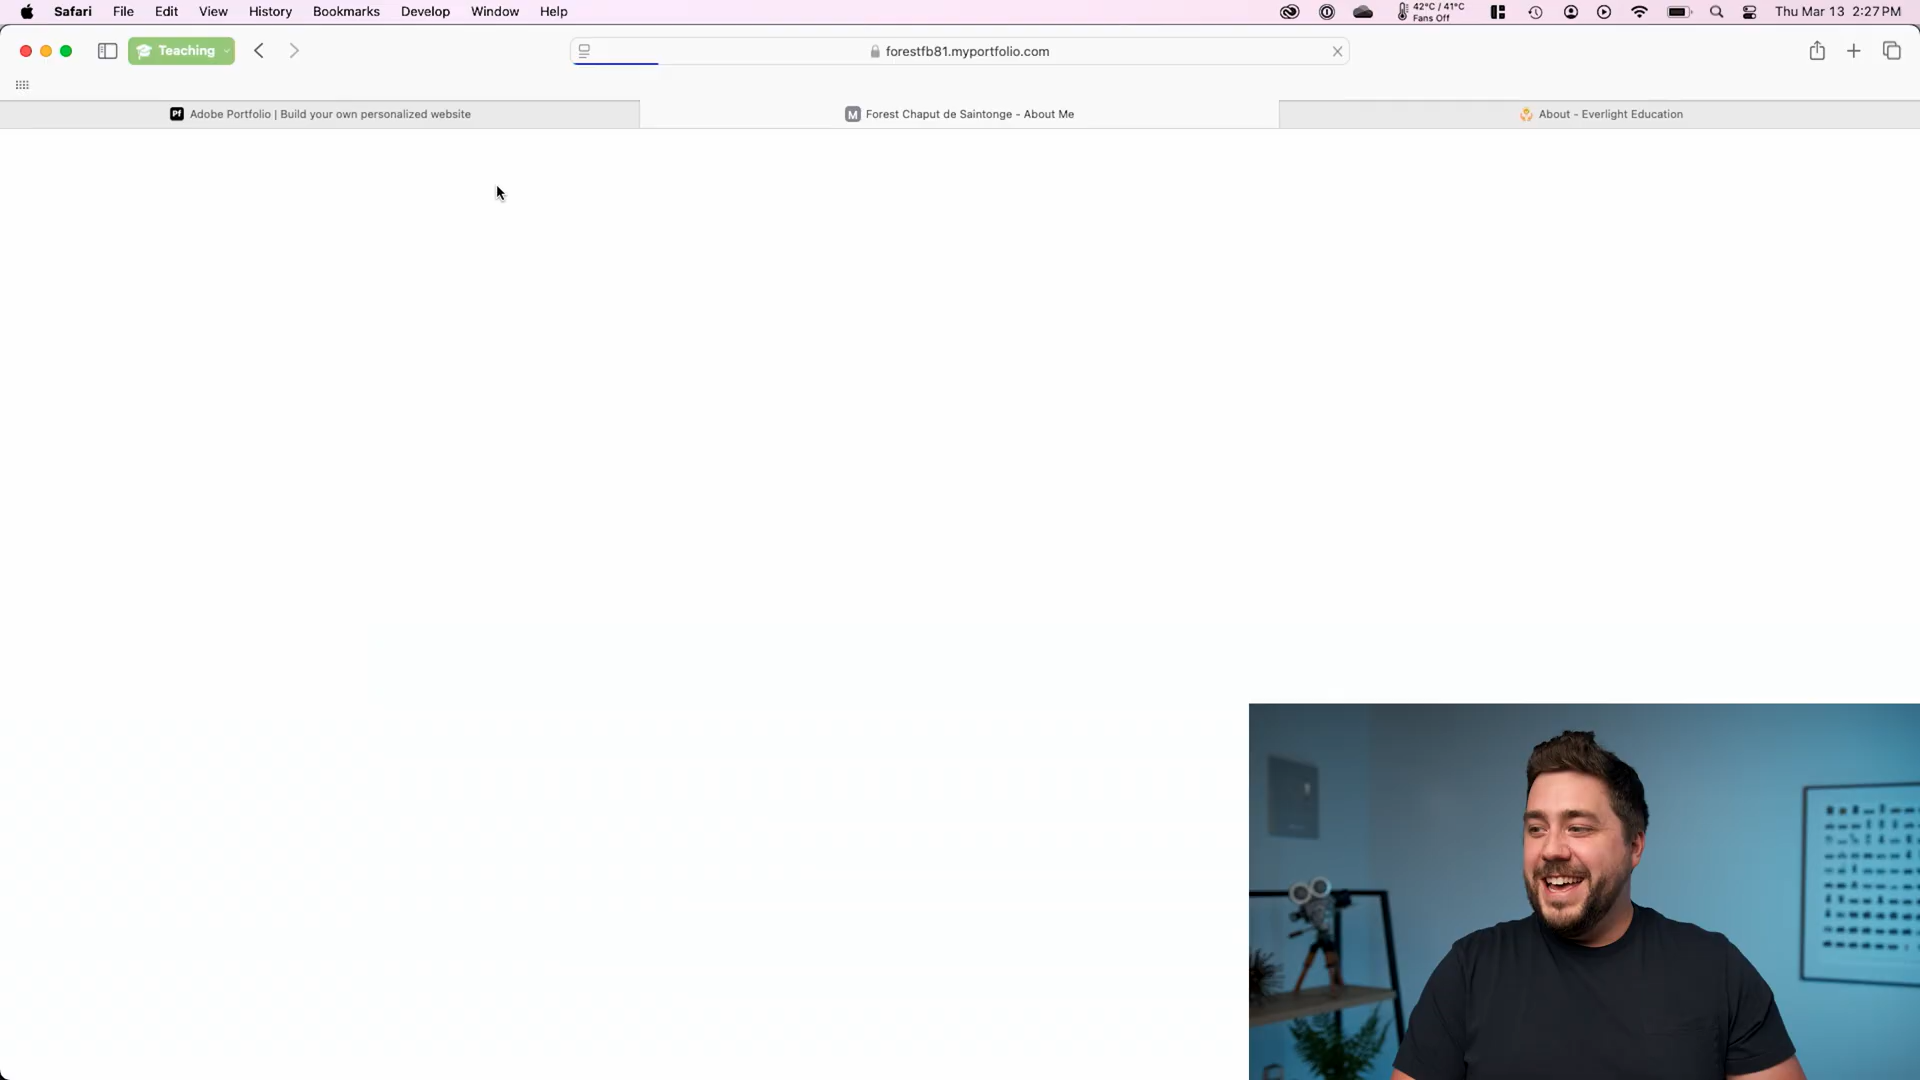 Safari File Edit View History Bookmarks Develop Window Help 42°C / 41°C Thu Mar 13 2:27 PM
Fans Off
Teaching forestfb81.myportfolio.com
Pf Adobe Portfolio | Build your own personalized website M Forest Chaput de Saintonge - About Me About - Everlight Education